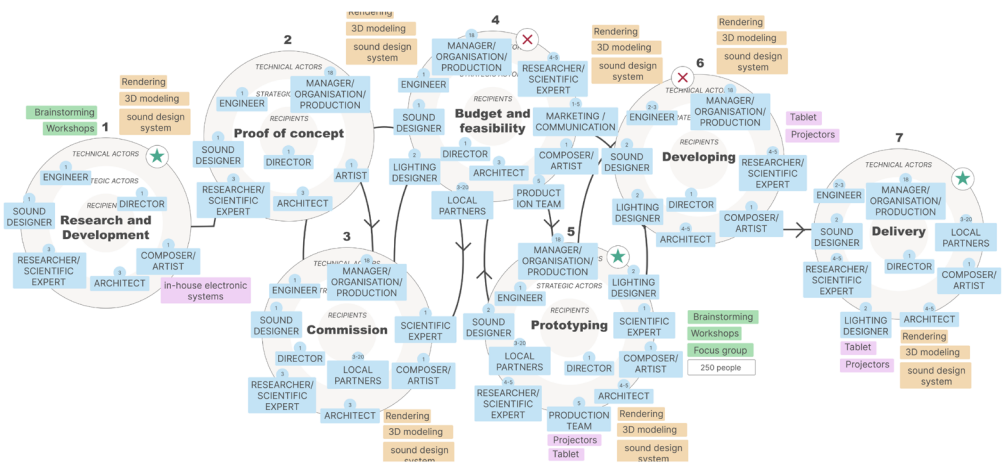 Brainstorming
Workshops
Rendering
3D modeling
sound design
system
1
TECHNICAL ACTORS
1
ENGINEER
1
DIRECTOR
1
SOUND
DESIGNER
Research and
Development
3
RESEARCHER/
SCIENTIFIC
EXPERT
3
ARCHITECT
1
COMPOSER/
ARTIST
in-house electronic
systems
2
Rendering
3D modeling
sound design
system
TECHNICAL ACTORS
1
ENGINEER
18
MANAGER/
ORGANISATION/
PRODUCTION
RECIPIENTS
Proof of concept
1
SOUND
DESIGNER
1
DIRECTOR
1
ARTIST
3
RESEARCHER/
SCIENTIFIC
EXPERT
3
ARCHITECT
3
18
MANAGER/
ORGANISATION/
PRODUCTION
1
ENGINEER
RECIPIENTS
Commission
1
SOUND
DESIGNER
1
SCIENTIFIC
EXPERT
1
DIRECTOR
3-20
LOCAL
PARTNERS
1
COMPOSER/
ARTIST
3
RESEARCHER/
SCIENTIFIC
EXPERT
3
ARCHITECT
Rendering
3D modeling
sound design
4
18
MANAGER/
ORGANISATION/
PRODUCTION
4-5
RESEARCHER/
SCIENTIFIC
EXPERT
Rendering
3D modeling
sound design
system
1
ENGINEER
RECIPIENTS
Budget and
feasibility
1
SOUND
DESIGNER
1-5
MARKETING /
COMMUNICATION
2
LIGHTING
DESIGNER
1
DIRECTOR
3
ARCHITECT
1
COMPOSER/
ARTIST
5
PRODUCT
ION TEAM
3-20
LOCAL
PARTNERS
5
18
MANAGER/
ORGANISATION/
PRODUCTION
STRATEGIC ACTORS
1
ENGINEER
2
LIGHTING
DESIGNER
RECIPIENTS
Prototyping
2
SOUND
DESIGNER
1
SCIENTIFIC
EXPERT
3-20
LOCAL
PARTNERS
1
DIRECTOR
1
COMPOSER/
ARTIST
4-5
RESEARCHER/
SCIENTIFIC
EXPERT
4-5
ARCHITECT
5
PRODUCTION
TEAM
Projectors
Tablet
Rendering
3D modeling
sound design
system
Brainstorming
Workshops
Focus group
250 people
6
Rendering
3D modeling
sound design
system
2-3
ENGINEER
18
MANAGER/
ORGANISATION/
PRODUCTION
Tablet
Projectors
RECIPIENTS
Developing
2
SOUND
DESIGNER
4-5
RESEARCHER/
SCIENTIFIC
EXPERT
2
LIGHTING
DESIGNER
1
DIRECTOR
1
COMPOSER/
ARTIST
4-5
ARCHITECT
7
TECHNICAL ACTORS
2-3
ENGINEER
18
MANAGER/
ORGANISATION/
PRODUCTION
Delivery
2
SOUND
DESIGNER
3-20
LOCAL
PARTNERS
4-5
RESEARCHER/
SCIENTIFIC
EXPERT
1
DIRECTOR
1
COMPOSER/
ARTIST
2
LIGHTING
DESIGNER
4-5
ARCHITECT
Tablet
Projectors
Rendering
3D modeling
sound design
system